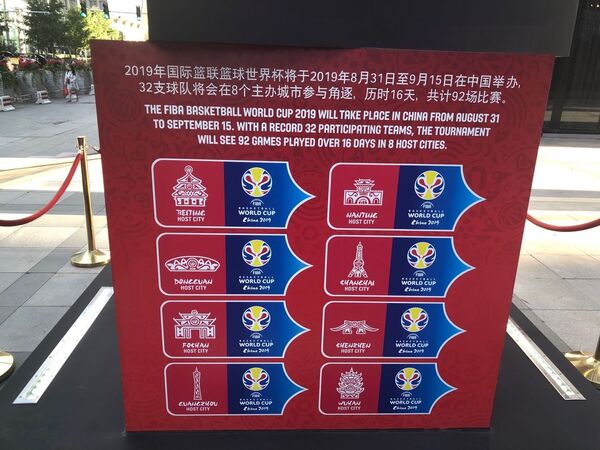 2019年国际篮联篮球世界杯将于2019年8月31日至9月15日在中国举办,
32支球队将会在8个主办城市参与角逐，历时16天，共计92场比赛。
THE FIBA BASKETBALL WORLD CUP 2019 WILL TAKE PLACE IN CHINA FROM AUGUST 31
TO SEPTEMBER 15. WITH A RECORD 32 PARTICIPATING TEAMS, THE TOURNAMENT
WILL SEE 92 GAMES PLAYED OVER 16 DAYS IN 8 HOST CITIES.
BEIJING
HOST CITY
FIBA
BASKETBALL
WORLD CUP
China 2019
NANJING
HOST CITY
FIBA
BASKETBALL
WORLD CUP
China 2019
DONGGUAN
HOST CITY
FIBA
BASKETBALL
WORLD CUP
China 2019
SHANGHAI
HOST CITY
FIBA
BASKETBALL
WORLD CUP
China 2019
FOSHAN
HOST CITY
FIBA
BASKETBALL
WORLD CUP
China 2019
SHENZHEN
HOST CITY
FIBA
BASKETBALL
WORLD CUP
China 2019
GUANGZHOU
HOST CITY
FIBA
BASKETBALL
WORLD CUP
China 2019
WUHAN
HOST CITY
FIBA
BASKETBALL
WORLD CUP
China 2019